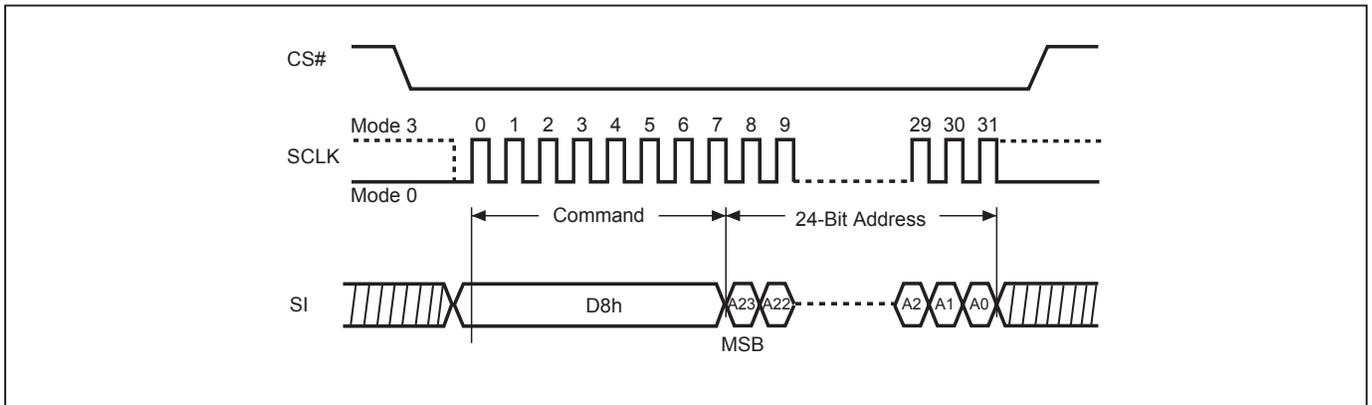 CS#
Mode 3
0 1 2 3 4 5 6 7 8 9 29 30 31
SCLK
Mode 0
Command
24-Bit Address
SI
D8h
A23 A22 A2 A1 A0
MSB